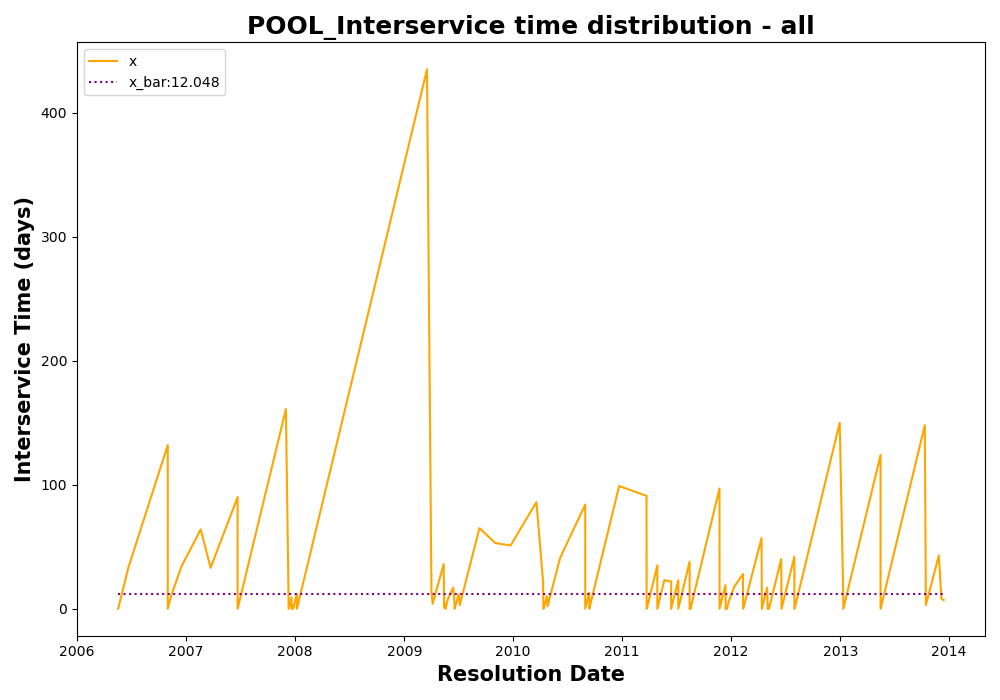 POOL_Interservice time distribution - all
x
x_bar:12.048
400
300
200
100
0
Interservice Time (days)
2006 2007 2008 2009 2010 2011 2012 2013 2014
Resolution Date